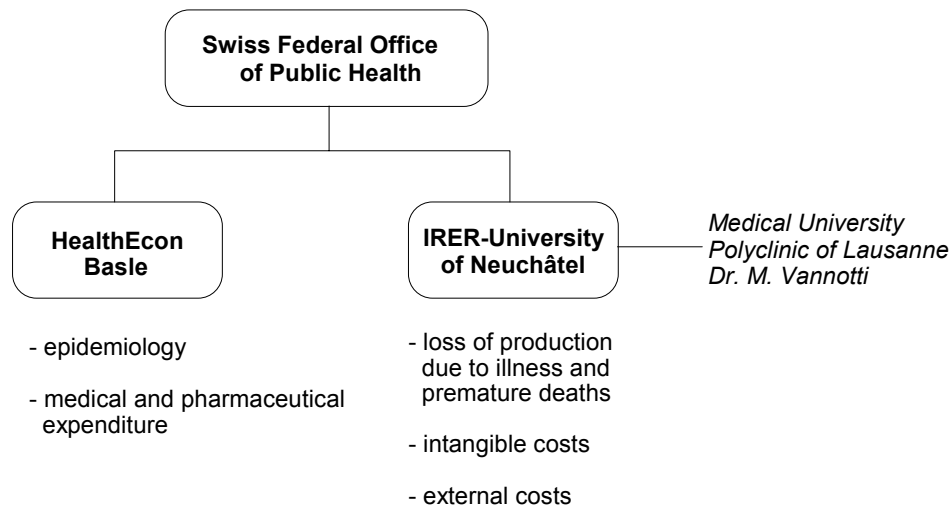 Swiss Federal Office
of Public Health
HealthEcon
Basle
IRER-University
of Neuchâtel
Medical University
Polyclinic of Lausanne
Dr. M. Vannotti
- epidemiology
- medical and pharmaceutical
expenditure
- loss of production
due to illness and
premature deaths
- intangible costs
- external costs